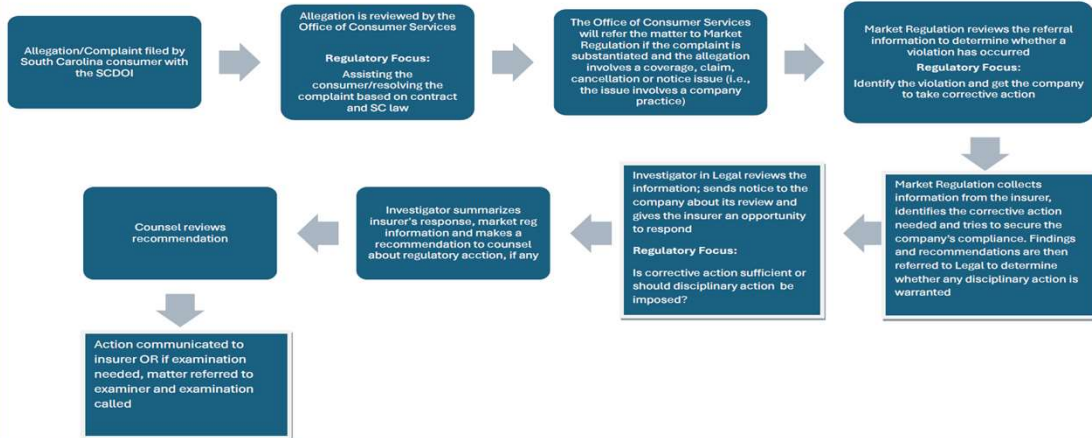 Allegation/Complaint filed by
South Carolina consumer with
the SCDOI
Allegation is reviewed by the
Office of Consumer Services
Regulatory Focus:
Assisting the
consumer/resolving the
complaint based on contract
and SC law
The Office of Consumer Services
will refer the matter to Market
Regulation if the complaint is
substantiated and the allegation
involves a coverage, claim,
cancellation or notice issue (i.e.,
the issue involves a company
practice)
Market Regulation reviews the referral
information to determine whether a
violation has occurred
Regulatory Focus:
Identify the violation and get the company
to take corrective action
Market Regulation collects
information from the insurer,
identifies the corrective action
needed and tries to secure the
company's compliance. Findings
and recommendations are then
referred to Legal to determine
whether any disciplinary action is
warranted
Investigator in Legal reviews the
information; sends notice to the
company about its review and
gives the insurer an opportunity
to respond
Regulatory Focus:
Is corrective action sufficient or
should disciplinary action be
imposed?
Investigator summarizes
insurer's response, market reg
information and makes a
recommendation to counsel
about regulatory acction, if any
Counsel reviews
recommendation
Action communicated to
insurer OR if examination
needed, matter referred to
examiner and examination
called